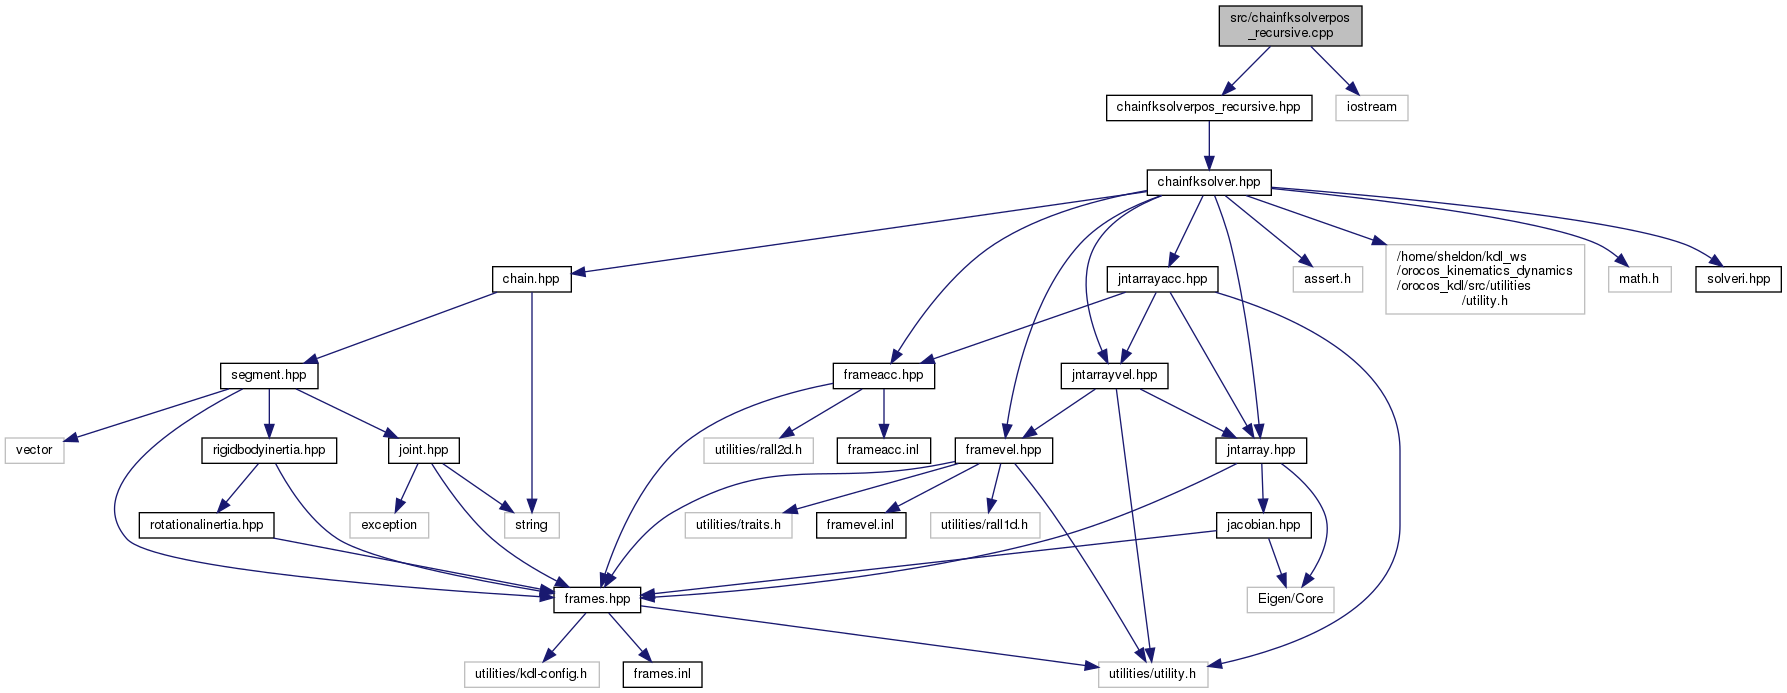 src/chainfksolverpos
_recursive.cpp
chainfksolverpos_recursive.hpp
iostream
chainfksolver.hpp
chain.hpp
jntarrayacc.hpp
assert.h
/home/sheldon/kdl_ws
/orocos_kinematics_dynamics
/orocos_kdl/src/utilities
/utility.h
math.h
solveri.hpp
segment.hpp
frameacc.hpp
jntarrayvel.hpp
vector
rigidbodyinertia.hpp
joint.hpp
utilities/rall2d.h
frameacc.inl
framevel.hpp
jntarray.hpp
rotationalinertia.hpp
exception
string
utilities/traits.h
framevel.inl
utilities/rall1d.h
jacobian.hpp
frames.hpp
Eigen/Core
utilities/kdl-config.h
frames.inl
utilities/utility.h